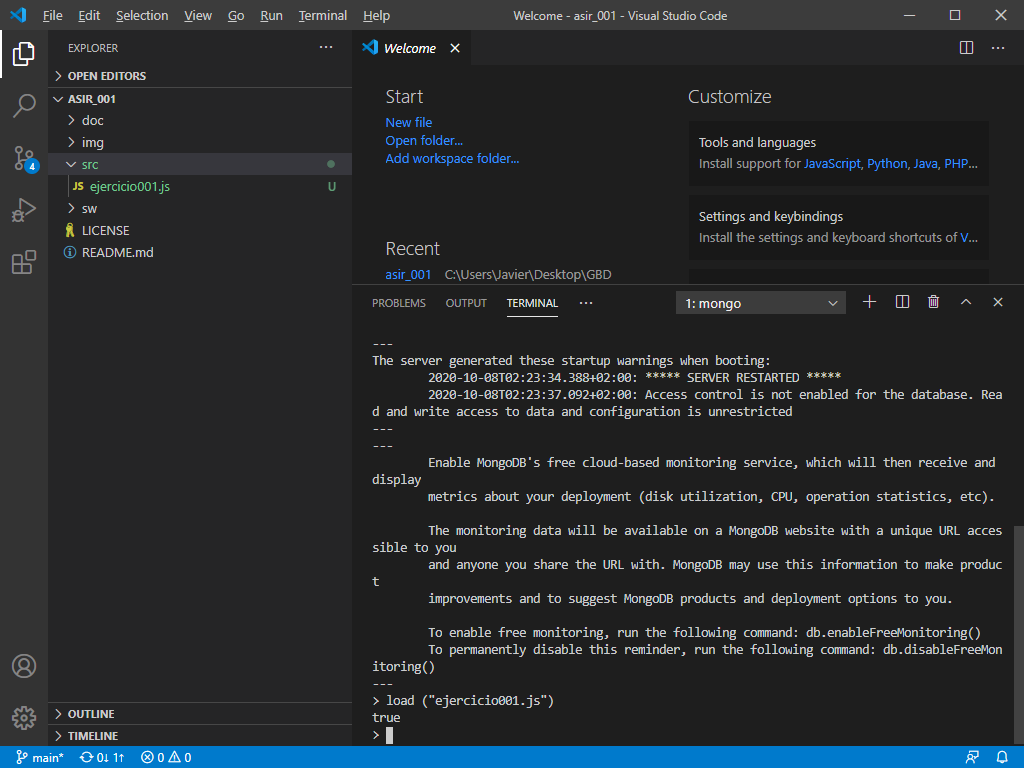 File Edit Selection View Go Run Terminal Help Welcome - asir_001 - Visual Studio Code
EXPLORER
OPEN EDITORS
ASIR_001
doc
img
src
JS ejercicio001.js U
sw
LICENSE
README.md
OUTLINE
TIMELINE
4
Welcome
Start
New file
Open folder...
Add workspace folder...
Recent
asir_001 C:\Users\Javier\Desktop\GBD
Customize
Tools and languages
Install support for JavaScript, Python, Java, PHP...
Settings and keybindings
Install the settings and keyboard shortcuts of V...
PROBLEMS OUTPUT TERMINAL ··· 1: mongo
---
The server generated these startup warnings when booting:
2020-10-08T02:23:34.388+02:00: ***** SERVER RESTARTED *****
2020-10-08T02:23:37.092+02:00: Access control is not enabled for the database. Rea
d and write access to data and configuration is unrestricted
---
---
Enable MongoDB's free cloud-based monitoring service, which will then receive and
display
metrics about your deployment (disk utilization, CPU, operation statistics, etc).
The monitoring data will be available on a MongoDB website with a unique URL acces
sible to you
and anyone you share the URL with. MongoDB may use this information to make produc
t
improvements and to suggest MongoDB products and deployment options to you.
To enable free monitoring, run the following command: db.enableFreeMonitoring()
To permanently disable this reminder, run the following command: db.disableFreeMon
itoring()
---
> load ("ejercicio001.js")
true
>
main* 0↓ 1↑ 0 0